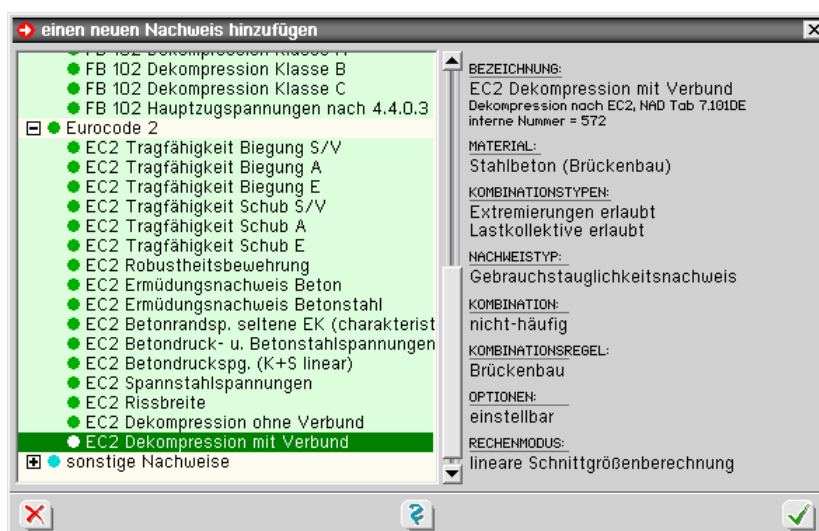 einen neuen Nachweis hinzufügen
FB 102 Dekompression Klasse B
FB 102 Dekompression Klasse C
FB 102 Hauptzugspannungen nach 4.4.0.3
Eurocode 2
EC2 Tragfähigkeit Biegung S/V
EC2 Tragfähigkeit Biegung A
EC2 Tragfähigkeit Biegung E
EC2 Tragfähigkeit Schub S/V
EC2 Tragfähigkeit Schub A
EC2 Tragfähigkeit Schub E
EC2 Robustheitsbewehrung
EC2 Ermüdungsnachweis Beton
EC2 Ermüdungsnachweis Betonstahl
EC2 Betonrandsp. seltene EK (charakterist
EC2 Betondruck- u. Betonstahlspannungen
EC2 Betondruckspg. (K+S linear)
EC2 Spannstahlspannungen
EC2 Rissbreite
EC2 Dekompression ohne Verbund
EC2 Dekompression mit Verbund
sonstige Nachweise
BEZEICHNUNG:
EC2 Dekompression mit Verbund
Dekompression nach EC2, NAD Tab 7.101DE
interne Nummer = 572
MATERIAL:
Stahlbeton (Brückenbau)
KOMBINATIONSTYPEN:
Extremierungen erlaubt
Lastkollektive erlaubt
NACHWEISTYP:
Gebrauchstauglichkeitsnachweis
KOMBINATION:
nicht-häufig
KOMBINATIONSREGEL:
Brückenbau
OPTIONEN:
einstellbar
RECHENMODUS:
lineare Schnittgrößenberechnung